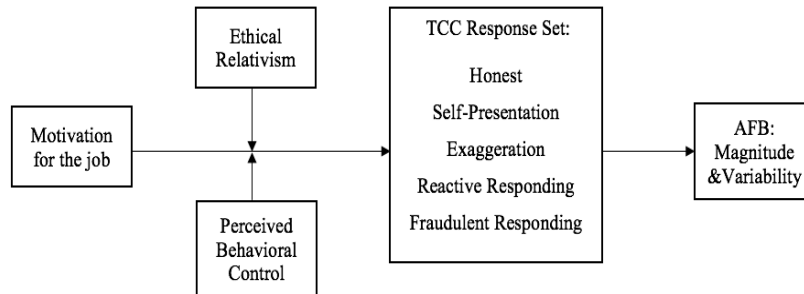 Ethical
Relativism
Motivation
for the job
Perceived
Behavioral
Control
TCC Response Set:
Honest
Self-Presentation
Exaggeration
Reactive Responding
Fraudulent Responding
AFB:
Magnitude
&Variability